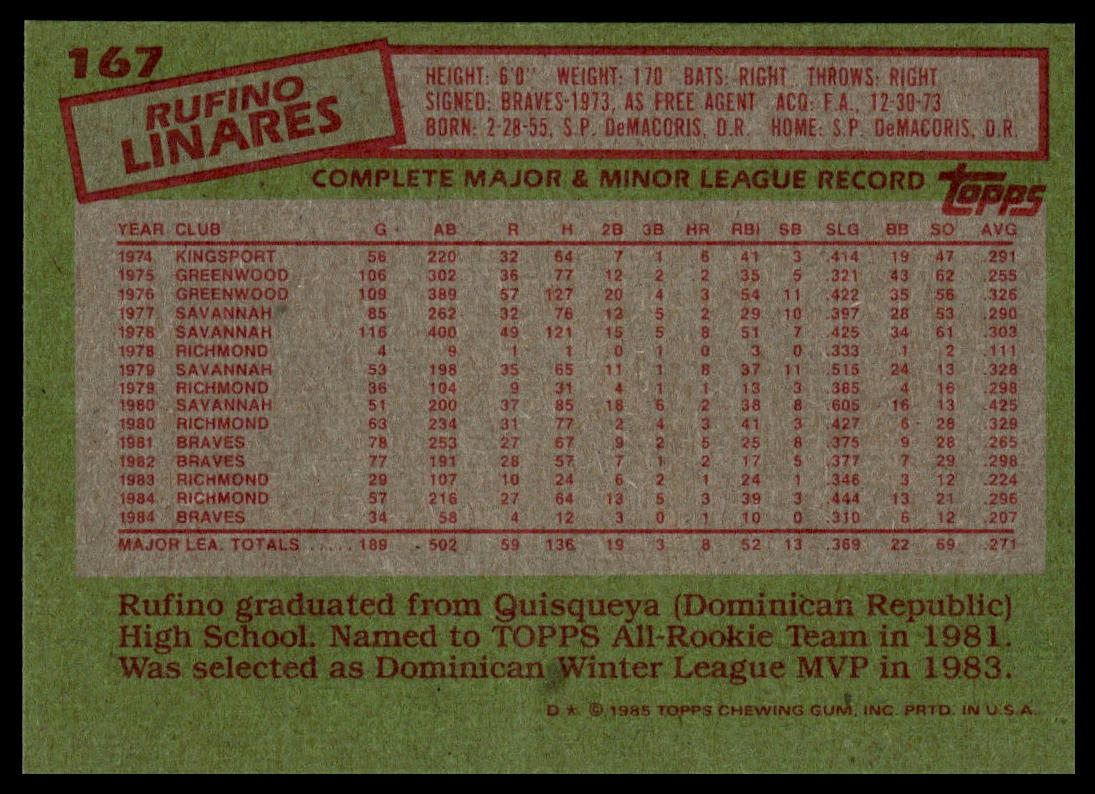 167
RUFINO
LINARES
HEIGHT: 6'0" WEIGHT: 170 BATS: RIGHT THROWS: RIGHT
SIGNED: BRAVES-1973, AS FREE AGENT ACQ: F.A., 12-30-73
BORN: 2-28-55, S.P. DeMACORIS, D.R. HOME: S.P. DeMACORIS, D.R.
COMPLETE MAJOR & MINOR LEAGUE RECORD topps
YEAR CLUB G AB R H 2B 3B HR RBI SB SLG BB SO AVG
1974 KINGSPORT 56 220 32 64 7 1 6 41 3 .414 19 47 .291
1975 GREENWOOD 106 302 36 77 12 2 2 35 5 .321 43 62 .255
1976 GREENWOOD 109 389 57 127 20 4 3 54 11 .422 35 56 .326
1977 SAVANNAH 85 262 32 76 12 5 2 29 10 .397 28 53 .290
1978 SAVANNAH 116 400 49 121 15 5 8 51 7 .425 34 61 .303
1978 RICHMOND 4 9 1 1 0 1 0 3 0 .333 1 2 .111
1979 SAVANNAH 53 198 35 65 11 1 8 37 11 .515 24 13 .328
1979 RICHMOND 36 104 9 31 4 1 1 13 3 .385 4 16 .298
1980 SAVANNAH 51 200 37 85 18 6 2 38 8 .605 16 13 .425
1980 RICHMOND 63 234 31 77 2 4 3 41 3 .427 6 28 .329
1981 BRAVES 78 253 27 67 9 2 5 25 8 .375 9 28 .265
1982 BRAVES 77 191 28 57 7 1 2 17 5 .377 7 29 .298
1983 RICHMOND 29 107 10 24 6 2 1 24 1 .346 3 12 .224
1984 RICHMOND 57 216 27 64 13 5 3 39 3 .444 13 21 .296
1984 BRAVES 34 58 4 12 3 0 1 10 0 .310 6 12 .207
MAJOR LEA. TOTALS ...... 189 502 59 136 19 3 8 52 13 .369 22 69 .271
Rufino graduated from Quisqueya (Dominican Republic)
High School. Named to TOPPS All-Rookie Team in 1981.
Was selected as Dominican Winter League MVP in 1983.
D * © 1985 TOPPS CHEWING GUM, INC. PRTD. IN U.S.A.